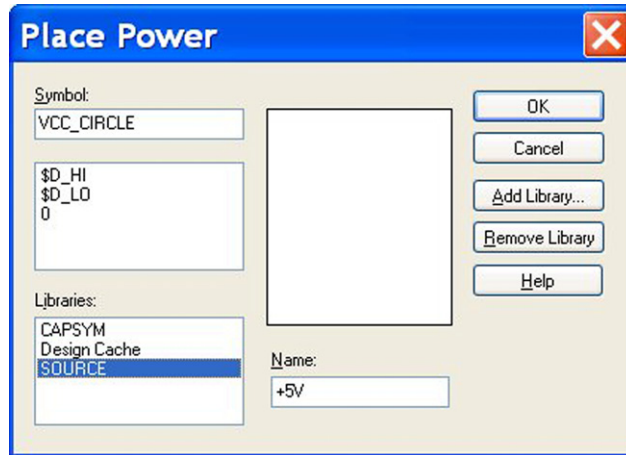 Place Power
Symbol:
VCC_CIRCLE
$D_HI
$D_LO
0
Libraries:
CAPSYM
Design Cache
SOURCE
Name:
+5V
OK
Cancel
Add Library...
Remove Library
Help